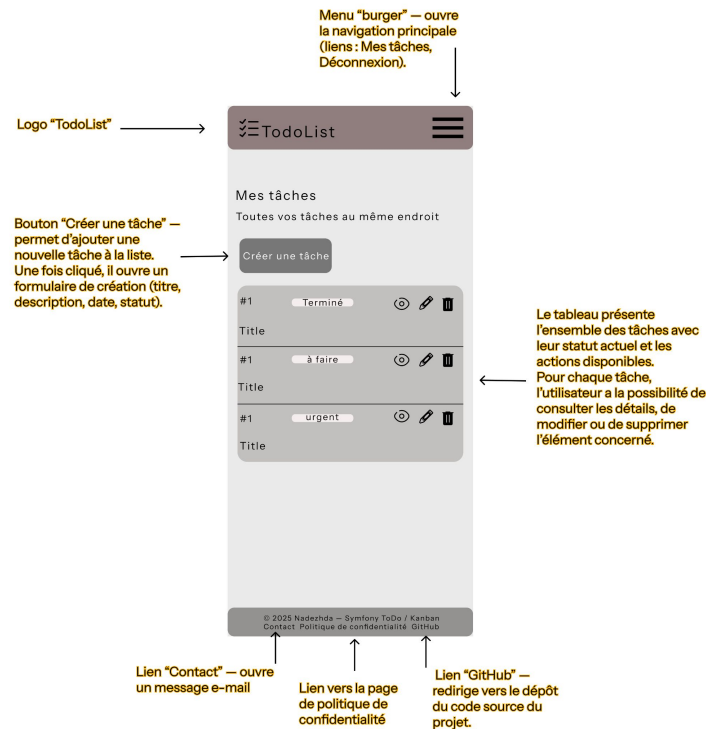 Menu “burger” — ouvre
la navigation principale
(liens : Mes tâches,
Déconnexion).
Logo “TodoList”
TodoList
Mes tâches
Toutes vos tâches au même endroit
Bouton “Créer une tâche” —
permet d’ajouter une
nouvelle tâche à la liste.
Une fois cliqué, il ouvre un
formulaire de création (titre,
description, date, statut).
Créer une tâche
#1 Terminé
Title
#1 à faire
Title
#1 urgent
Title
Le tableau présente
l’ensemble des tâches avec
leur statut actuel et les
actions disponibles.
Pour chaque tâche,
l’utilisateur a la possibilité de
consulter les détails, de
modifier ou de supprimer
l’élément concerné.
© 2025 Nadezhda — Symfony ToDo / Kanban
Contact Politique de confidentialité GitHub
Lien “Contact” — ouvre
un message e-mail
Lien vers la page
de politique de
confidentialité
Lien “GitHub” —
redirige vers le dépôt
du code source du
projet.